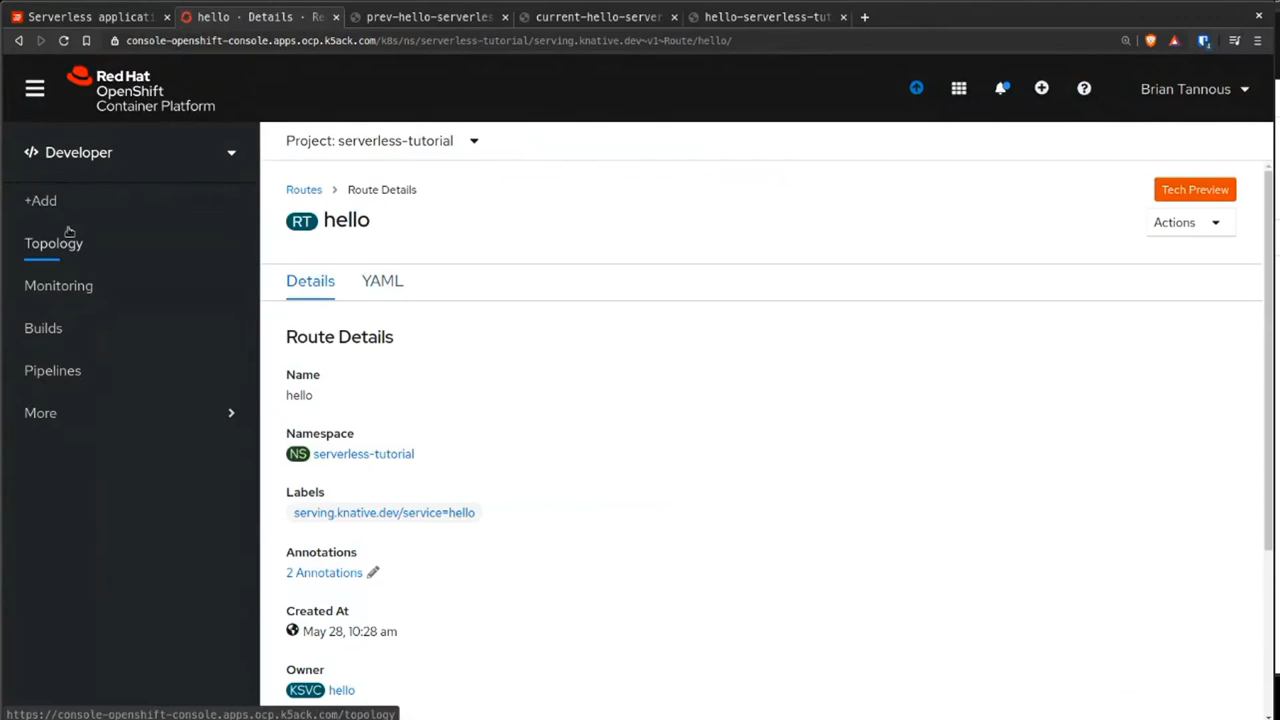 Serverless applicati
hello · Details · Re
prev-hello-serverles
current-hello-server
hello-serverless-tut
console-openshift-console.apps.ocp.k5ack.com/k8s/ns/serverless-tutorial/serving.knative.dev~v1~Route/hello/
Red Hat
OpenShift
Container Platform
Brian Tannous
Developer
+Add
Topology
Monitoring
Builds
Pipelines
More
Project: serverless-tutorial
Routes
Route Details
Tech Preview
RT hello
Actions
Details
YAML
Route Details
Name
hello
Namespace
NS serverless-tutorial
Labels
serving.knative.dev/service=hello
Annotations
2 Annotations
Created At
May 28, 10:28 am
Owner
KSVC hello
https://console-openshift-console.apps.ocp.k5ack.com/topology